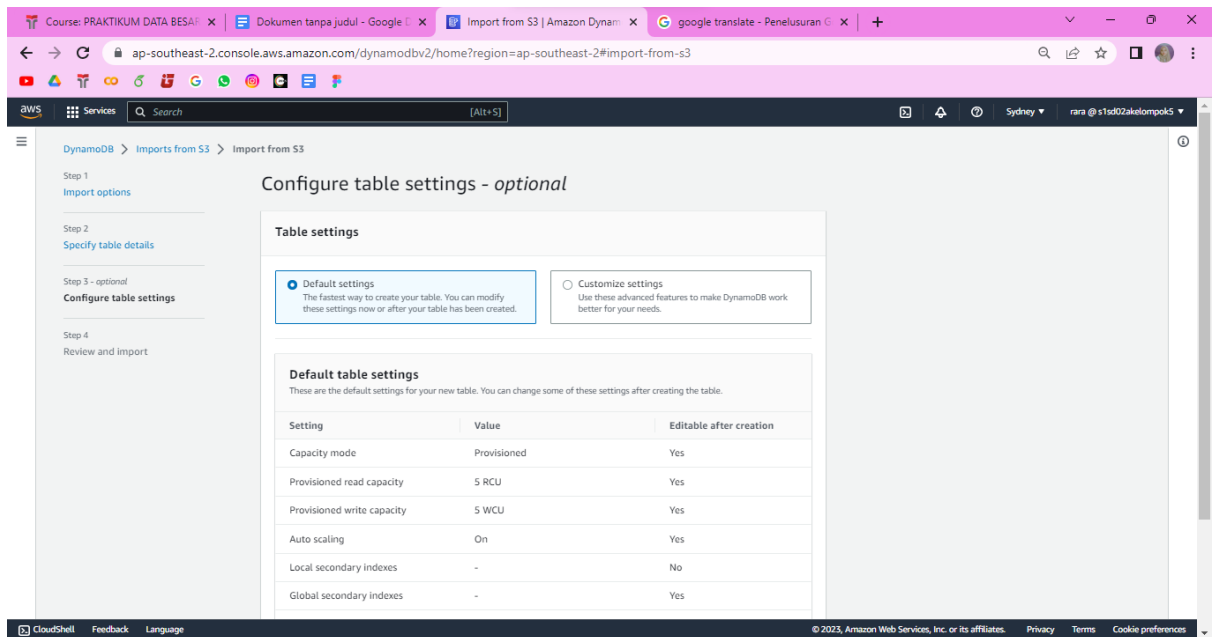 Course: PRAKTIKUM DATA BESAR
Dokumen tanpa judul - Google D
Import from S3 | Amazon Dynam
google translate - Penelusuran G
ap-southeast-2.console.aws.amazon.com/dynamodbv2/home?region=ap-southeast-2#import-from-s3
aws
Services
Search
[Alt+S]
Sydney
rara @ s1sd02akelompok5
DynamoDB
Imports from S3
Import from S3
Step 1
Import options
Step 2
Specify table details
Step 3 - optional
Configure table settings
Step 4
Review and import
Configure table settings - optional
Table settings
Default settings
The fastest way to create your table. You can modify
these settings now or after your table has been created.
Customize settings
Use these advanced features to make DynamoDB work
better for your needs.
Default table settings
These are the default settings for your new table. You can change some of these settings after creating the table.
Setting Value Editable after creation
Capacity mode Provisioned Yes
Provisioned read capacity 5 RCU Yes
Provisioned write capacity 5 WCU Yes
Auto scaling On Yes
Local secondary indexes - No
Global secondary indexes - Yes
CloudShell Feedback Language
© 2023, Amazon Web Services, Inc. or its affiliates. Privacy Terms Cookie preferences